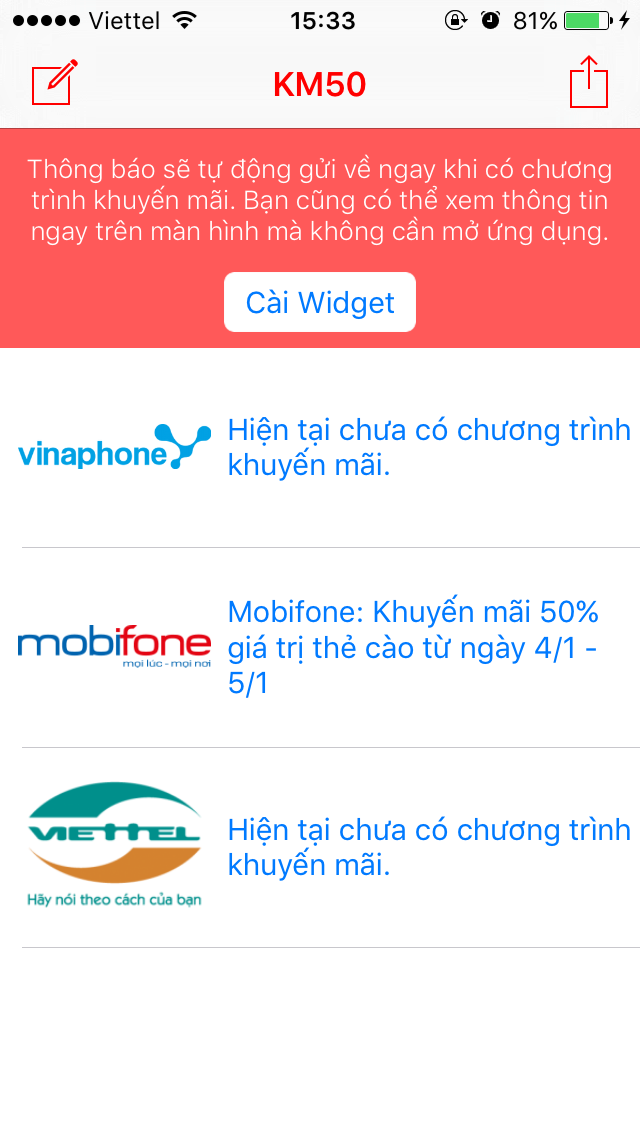 Viettel 15:33 81%
KM50
Thông báo sẽ tự động gửi về ngay khi có chương
trình khuyến mãi. Bạn cũng có thể xem thông tin
ngay trên màn hình mà không cần mở ứng dụng.
Cài Widget
vinaphone
Hiện tại chưa có chương trình
khuyến mãi.
mobifone
mọi lúc - mọi nơi
Mobifone: Khuyến mãi 50%
giá trị thẻ cào từ ngày 4/1 -
5/1
VIETTEL
Hãy nói theo cách của bạn
Hiện tại chưa có chương trình
khuyến mãi.